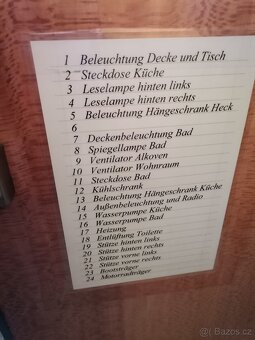 1 Beleuchtung Decke und Tisch
2 Steckdose Küche
3 Leselampe hinten links
4 Leselampe hinten rechts
5 Beleuchtung Hängeschrank Heck
6
7 Deckenbeleuchtung Bad
8 Spiegellampe Bad
9 Ventilator Alkoven
10 Ventilator Wohnraum
11 Steckdose Bad
12 Kühlschrank
13 Beleuchtung Hängeschrank Küche
14 Außenbeleuchtung und Radio
15 Wasserpumpe Küche
16 Wasserpumpe Bad
17 Heizung
18 Entlüftung Toilette
19 Stütze hinten links
20 Stütze hinten rechts
21 Stütze vorne links
22 Stütze vorne rechts
23 Bootsträger
24 Motorradträger
© Bazos.cz